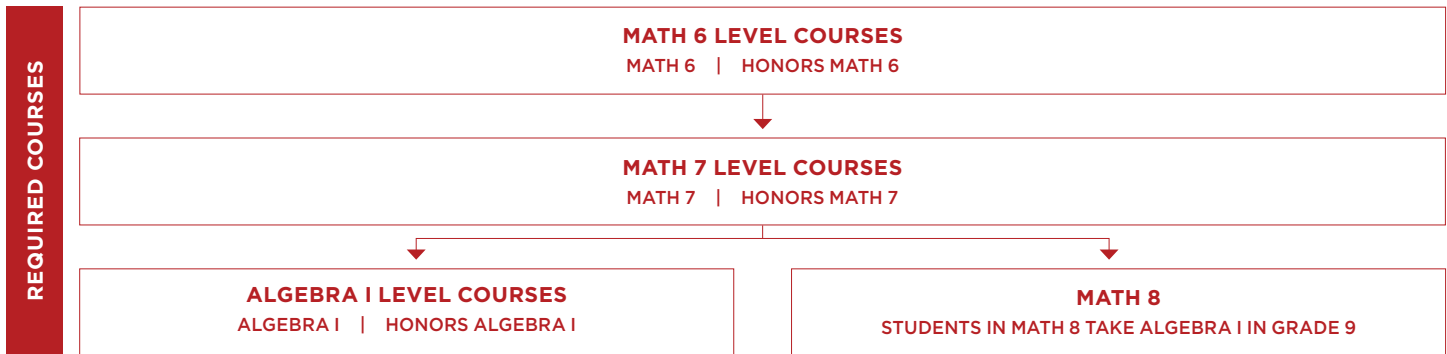 REQUIRED COURSES
MATH 6 LEVEL COURSES
MATH 6 | HONORS MATH 6
MATH 7 LEVEL COURSES
MATH 7 | HONORS MATH 7
ALGEBRA I LEVEL COURSES
ALGEBRA I | HONORS ALGEBRA I
MATH 8
STUDENTS IN MATH 8 TAKE ALGEBRA I IN GRADE 9